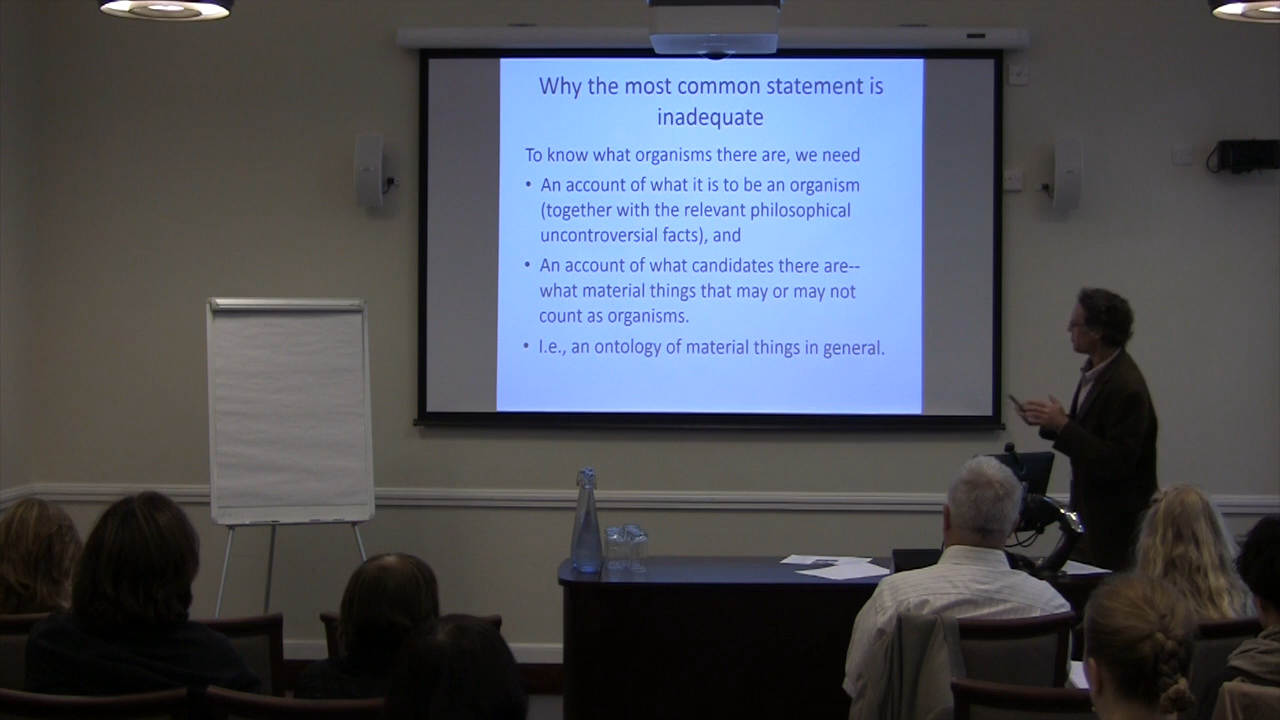 Why the most common statement is
inadequate
To know what organisms there are, we need
• An account of what it is to be an organism
(together with the relevant philosophical
uncontroversial facts), and
• An account of what candidates there are--
what material things that may or may not
count as organisms.
• I.e., an ontology of material things in general.